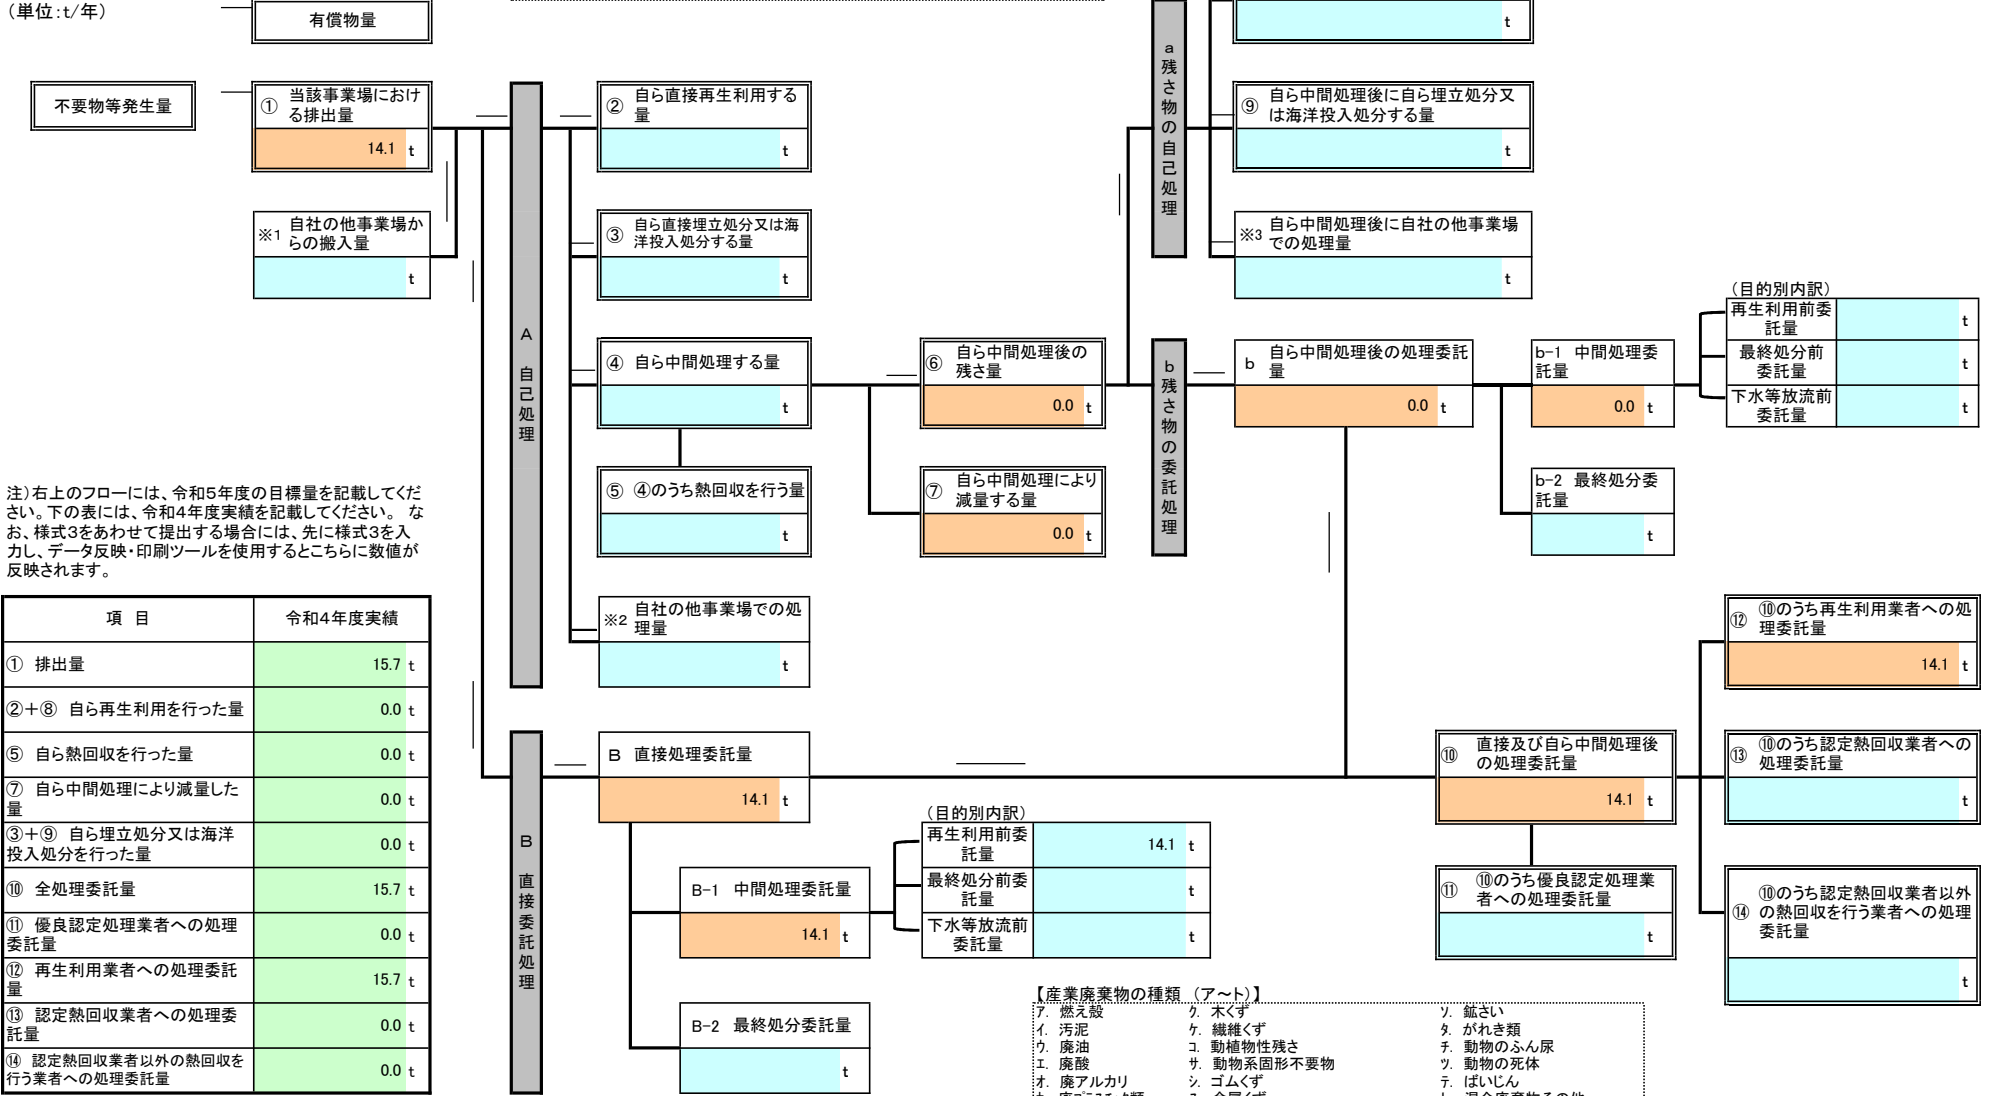 （単位:t/年）
有償物量
t
不要物等発生量
① 当該事業場におけ
る排出量
14.1 t
※1 自社の他事業場か
らの搬入量
t
A 自己処理
② 自ら直接再生利用する
量
t
③ 自ら直接埋立処分又は海
洋投入処分する量
t
④ 自ら中間処理する量
t
⑤ ④のうち熱回収を行う量
t
※2 自社の他事業場での処
理量
t
⑥ 自ら中間処理後の
残さ量
0.0 t
⑦ 自ら中間処理により
減量する量
0.0 t
a残さ物の自己処理
⑨ 自ら中間処理後に自ら埋立処分又
は海洋投入処分する量
t
※3 自ら中間処理後に自社の他事業場
での処理量
t
b残さ物の委託処理
b 自ら中間処理後の処理委託
量
0.0 t
b-1 中間処理委
託量
0.0 t
b-2 最終処分委
託量
t
（目的別内訳）
再生利用前委
託量
t
最終処分前
委託量
t
下水等放流前
委託量
t
注）右上のフローには、令和5年度の目標量を記載してくだ
さい。下の表には、令和4年度実績を記載してください。 な
お、様式3をあわせて提出する場合には、先に様式3を入
力し、データ反映・印刷ツールを使用するとこちらに数値が
反映されます。
項 目 令和4年度実績
① 排出量 15.7 t
②＋⑧ 自ら再生利用を行った量 0.0 t
⑤ 自ら熱回収を行った量 0.0 t
⑦ 自ら中間処理により減量した
量 0.0 t
③＋⑨ 自ら埋立処分又は海洋
投入処分を行った量 0.0 t
⑩ 全処理委託量 15.7 t
⑪ 優良認定処理業者への処理
委託量 0.0 t
⑫ 再生利用業者への処理委託
量 15.7 t
⑬ 認定熱回収業者への処理委
託量 0.0 t
⑭ 認定熱回収業者以外の熱回収を
行う業者への処理委託量 0.0 t
B 直接委託処理
B 直接処理委託量
14.1 t
B-1 中間処理委託量
14.1 t
B-2 最終処分委託量
t
（目的別内訳）
再生利用前委
託量
14.1 t
最終処分前委
託量
t
下水等放流前
委託量
t
⑩ 直接及び自ら中間処理後
の処理委託量
14.1 t
⑪ ⑩のうち優良認定処理業
者への処理委託量
t
⑫ ⑩のうち再生利用業者への処
理委託量
14.1 t
⑬ ⑩のうち認定熱回収業者への
処理委託量
t
⑭ ⑩のうち認定熱回収業者以外
の熱回収を行う業者への処理
委託量
t
【産業廃棄物の種類 （ア～ト）】
ア. 燃え殻 ク. 木くず ソ. 鉱さい
イ. 汚泥 ケ. 繊維くず タ. がれき類
ウ. 廃油 コ. 動植物性残さ チ. 動物のふん尿
エ. 廃酸 サ. 動物系固形不要物 ツ. 動物の死体
オ. 廃アルカリ シ. ゴムくず テ. ばいじん